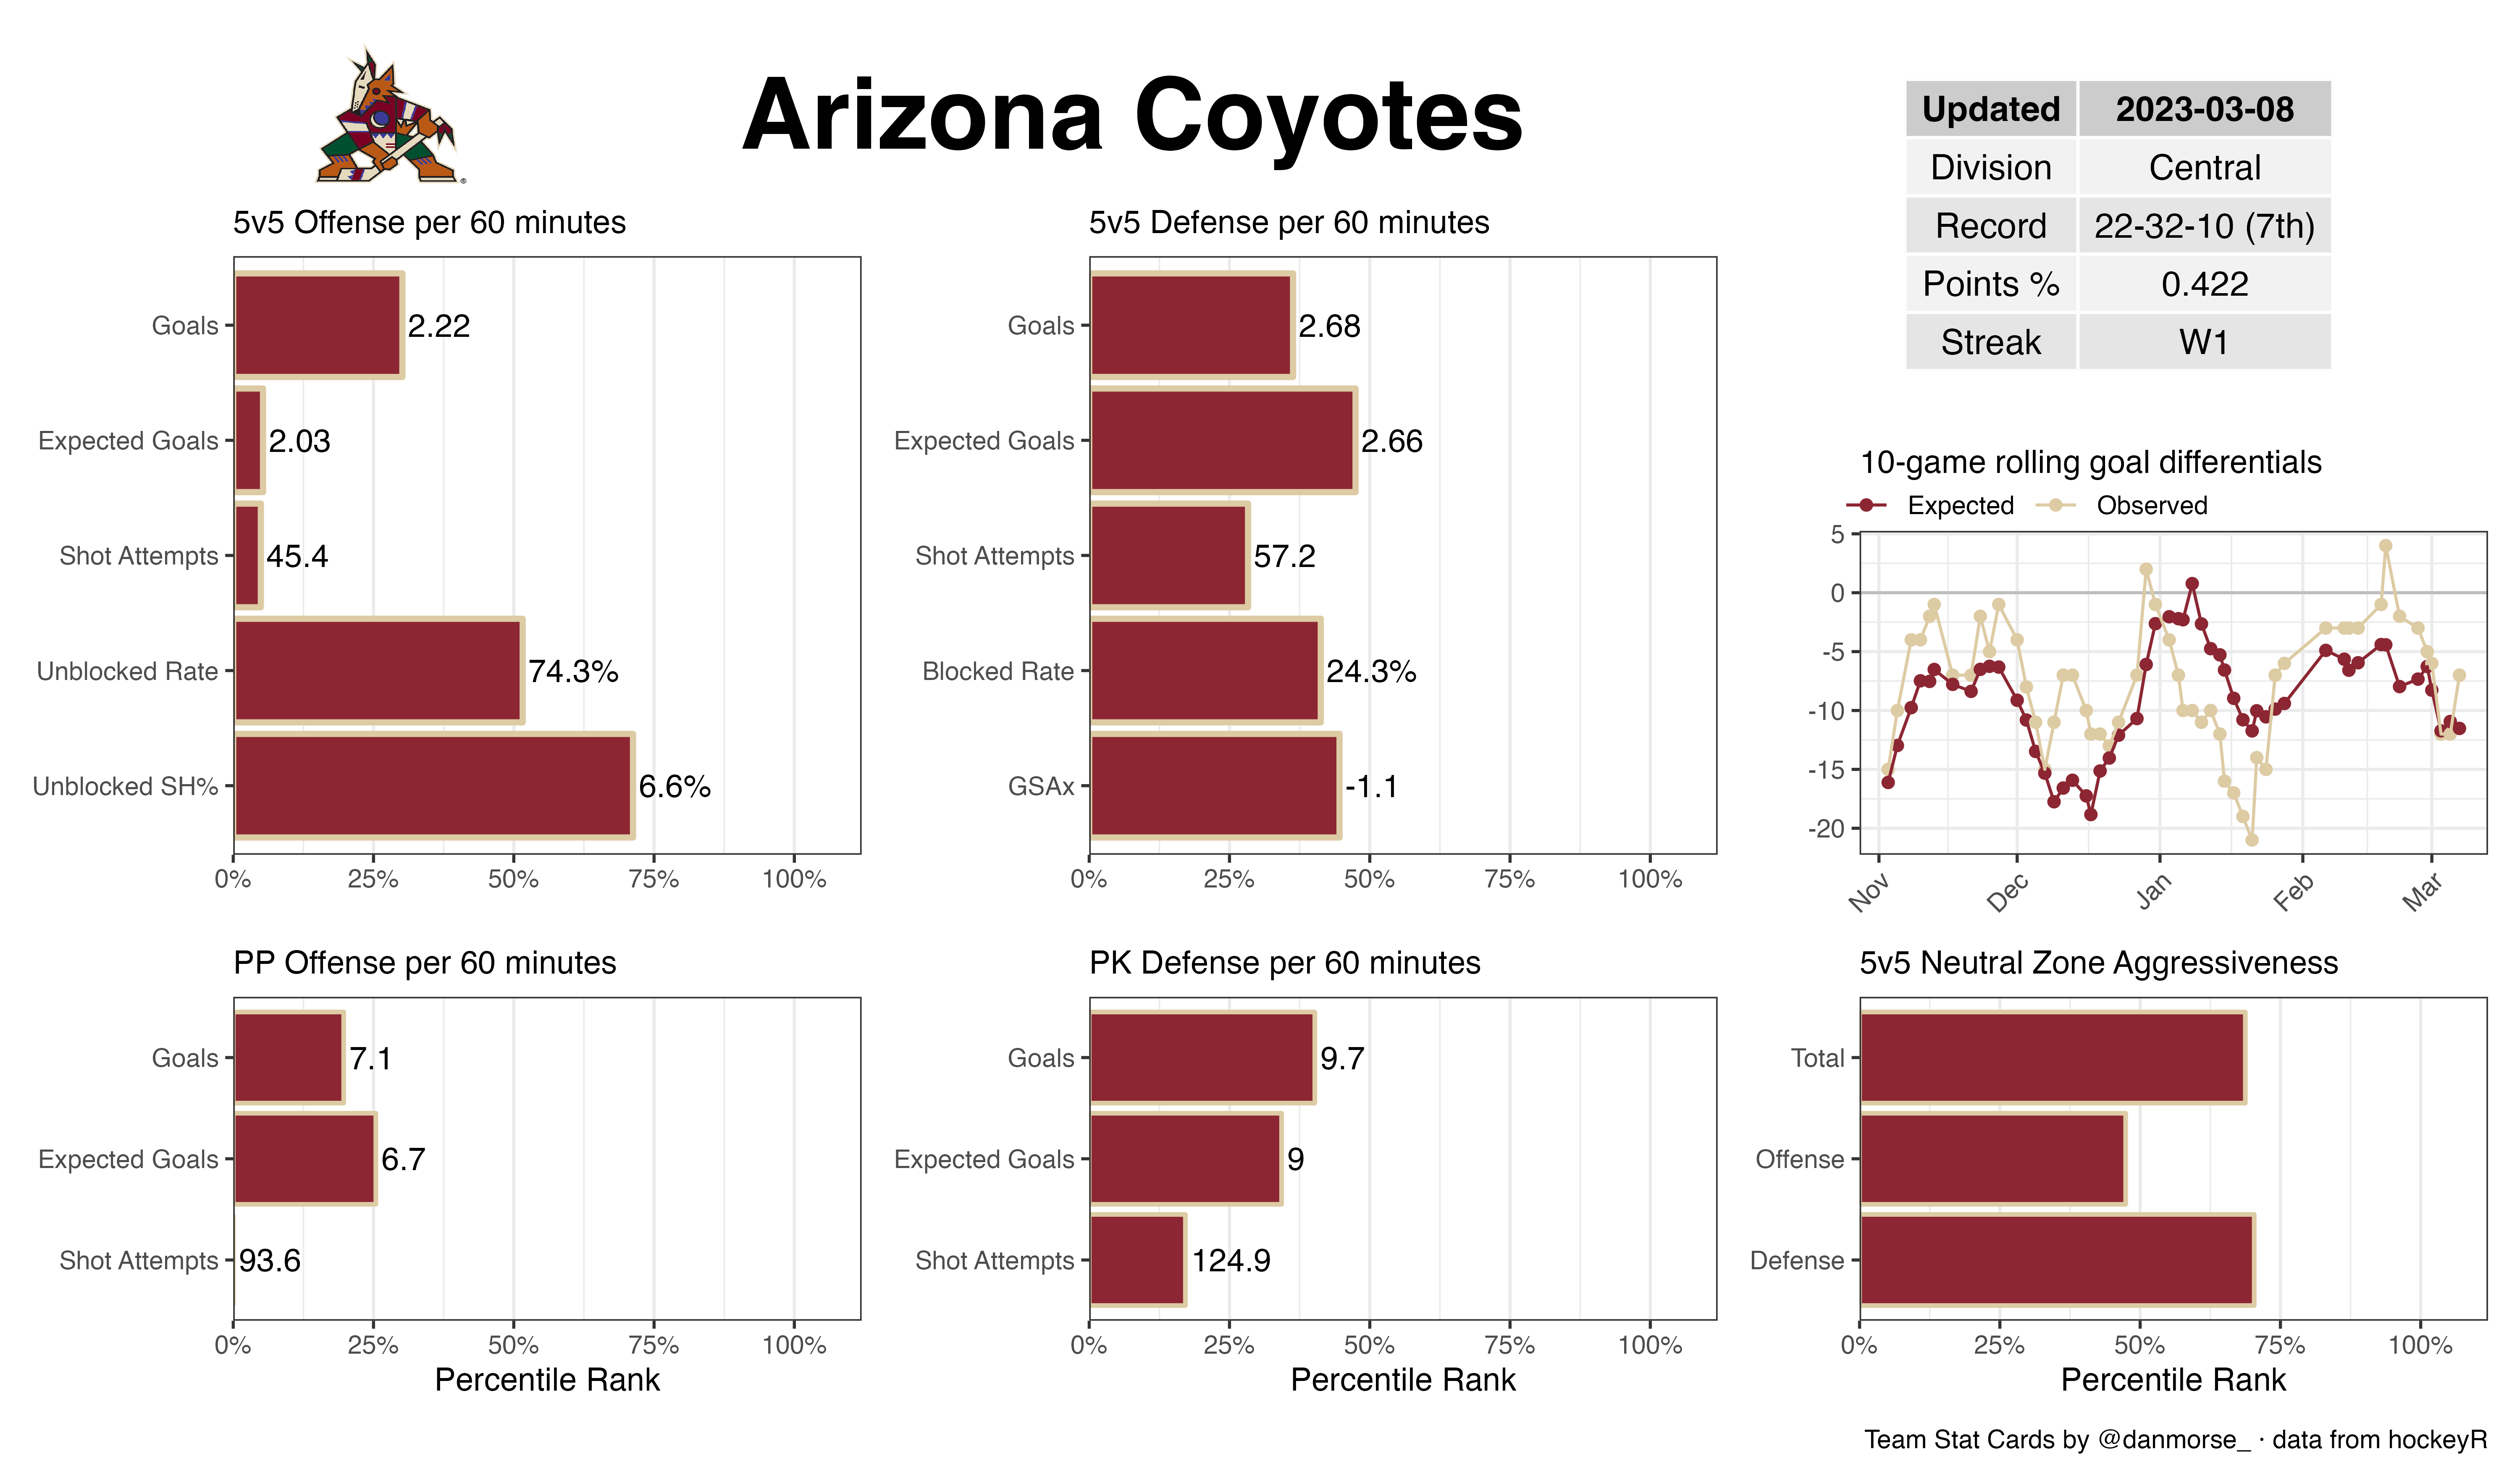 Arizona Coyotes
Updated 2023-03-08
Division Central
Record 22-32-10 (7th)
Points % 0.422
Streak W1
®
5v5 Offense per 60 minutes
Goals 2.22
Expected Goals 2.03
Shot Attempts 45.4
Unblocked Rate 74.3%
Unblocked SH% 6.6%
0% 25% 50% 75% 100%
5v5 Defense per 60 minutes
Goals 2.68
Expected Goals 2.66
Shot Attempts 57.2
Blocked Rate 24.3%
GSAx -1.1
0% 25% 50% 75% 100%
10-game rolling goal differentials
Expected Observed
5
0
-5
-10
-15
-20
Nov Dec Jan Feb Mar
PP Offense per 60 minutes
Goals 7.1
Expected Goals 6.7
Shot Attempts 93.6
0% 25% 50% 75% 100%
Percentile Rank
PK Defense per 60 minutes
Goals 9.7
Expected Goals 9
Shot Attempts 124.9
0% 25% 50% 75% 100%
Percentile Rank
5v5 Neutral Zone Aggressiveness
Total
Offense
Defense
0% 25% 50% 75% 100%
Percentile Rank
Team Stat Cards by @danmorse_ · data from hockeyR